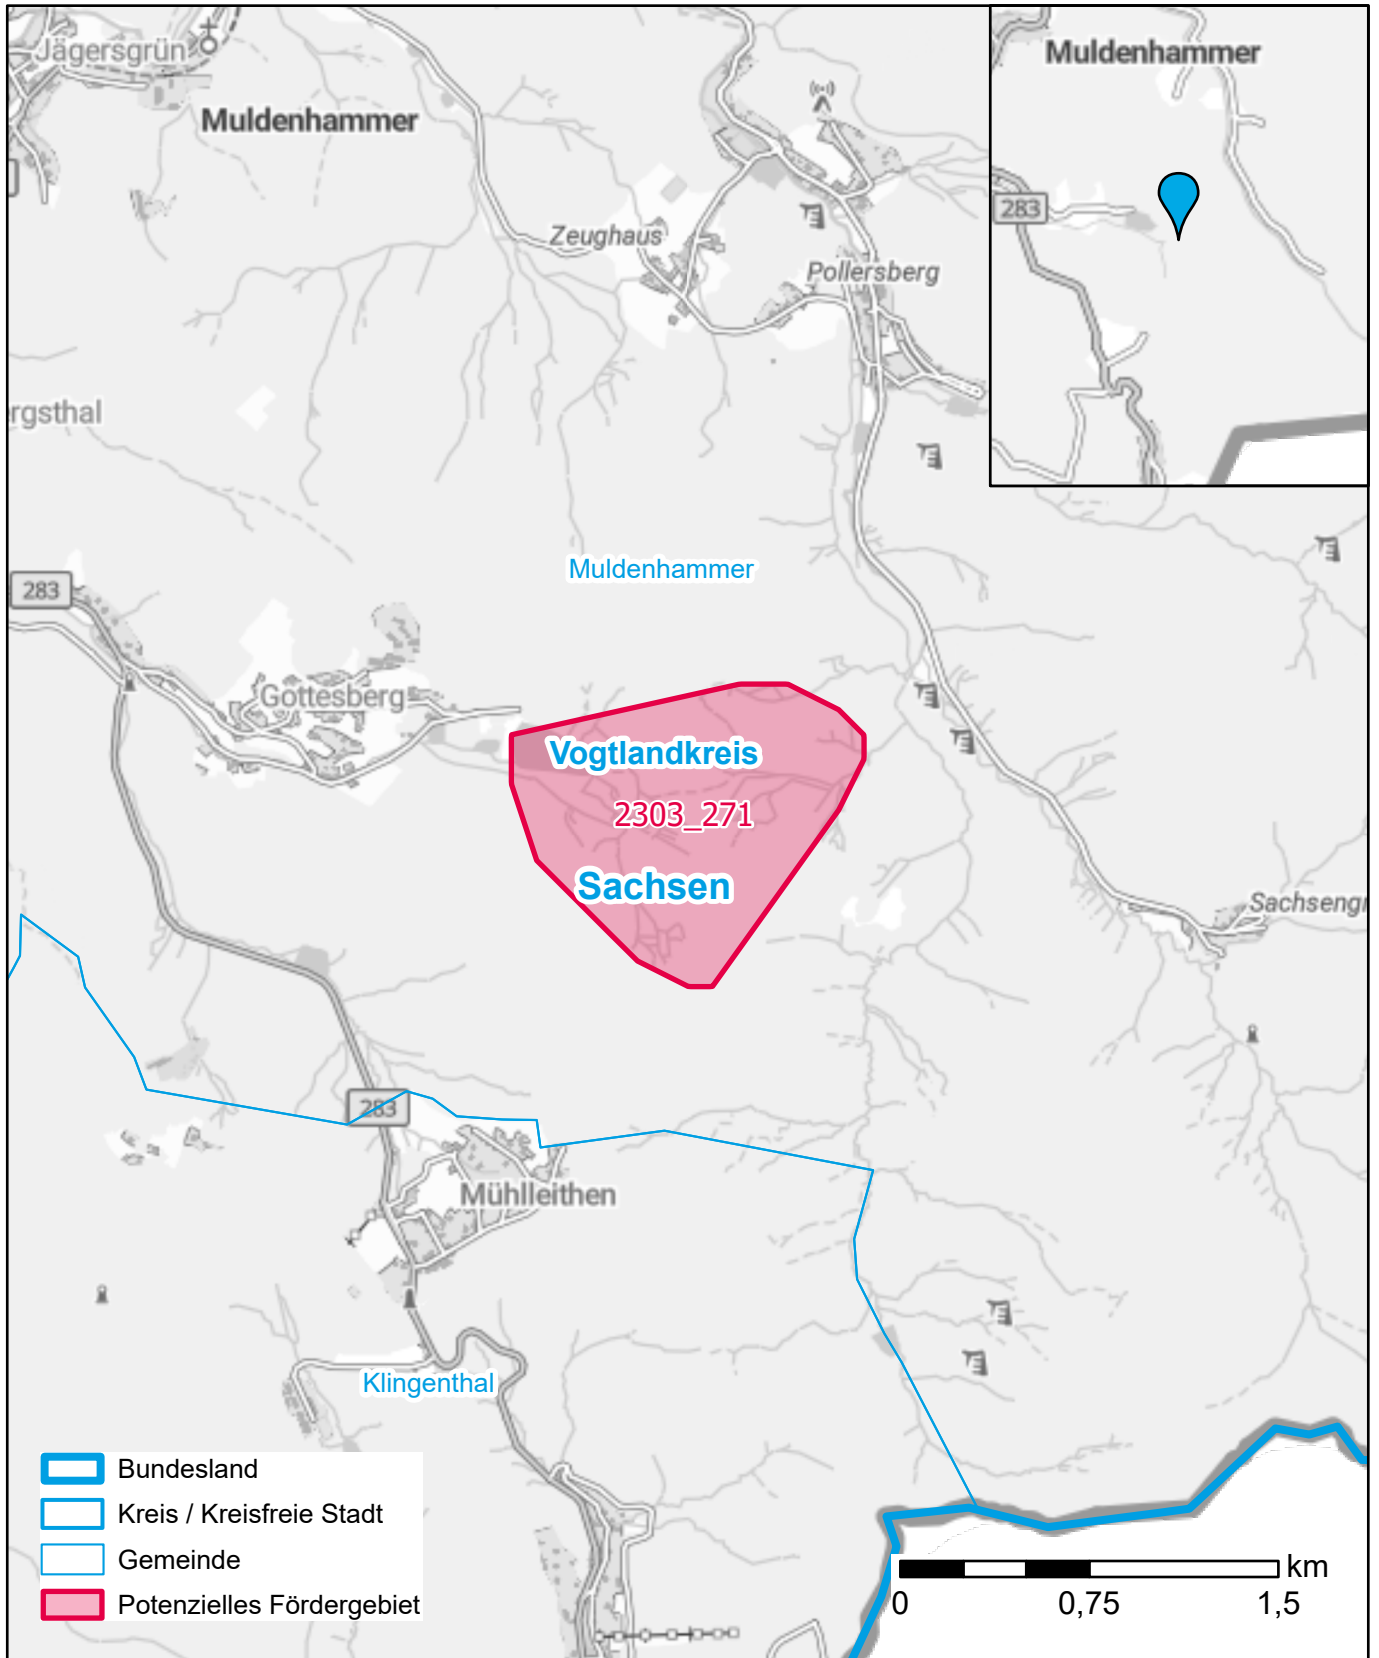 Jägersgrün
Muldenhammer
Muldenhammer
283
Zeughaus
Pollersberg
rgsthal
Muldenhammer
283
Gottesberg
Vogtlandkreis
2303_271
Sachsen
Sachsengr
283
Mühlleithen
Klingenthal
Bundesland
Kreis / Kreisfreie Stadt
Gemeinde
Potenzielles Fördergebiet
km
0 0,75 1,5